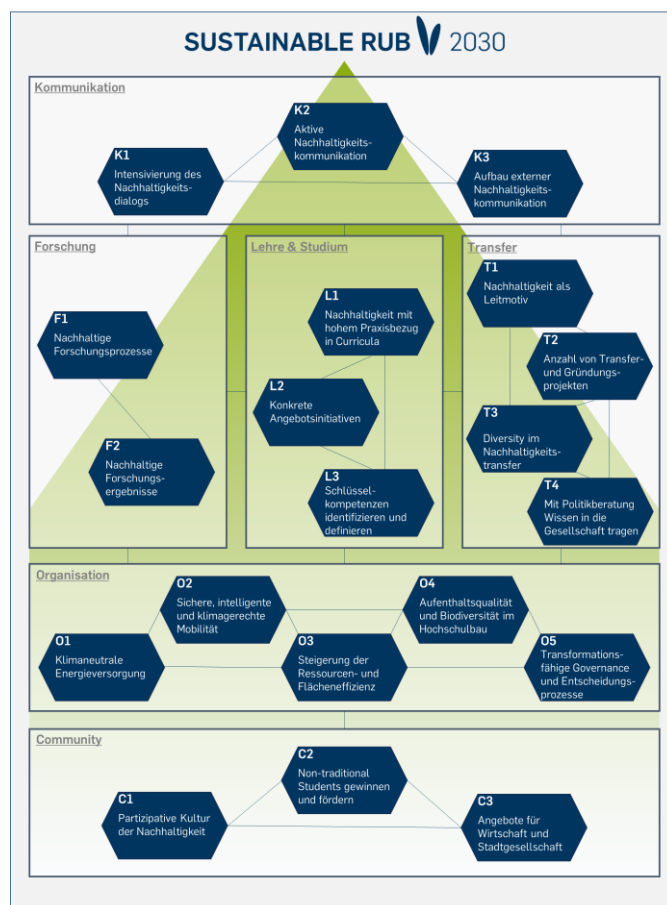 SUSTAINABLE RUB 2030
Kommunikation
K1
Intensivierung des
Nachhaltigkeits-
dialogs
K2
Aktive
Nachhaltigkeits-
kommunikation
K3
Aufbau externer
Nachhaltigkeits-
kommunikation
Forschung
F1
Nachhaltige
Forschungsprozesse
F2
Nachhaltige
Forschungs-
ergebnisse
Lehre & Studium
L1
Nachhaltigkeit mit
hohem Praxisbezug
in Curricula
L2
Konkrete
Angebotsinitiativen
L3
Schlüssel-
kompetenzen
identifizieren und
definieren
Transfer
T1
Nachhaltigkeit als
Leitmotiv
T2
Anzahl von Transfer-
und Gründungs-
projekten
T3
Diversity im
Nachhaltigkeits-
transfer
T4
Mit Politikberatung
Wissen in die
Gesellschaft tragen
Organisation
O1
Klimaneutrale
Energieversorgung
O2
Sichere, intelligente
und klimagerechte
Mobilität
O3
Steigerung der
Ressourcen- und
Flächeneffizienz
O4
Aufenthaltsqualität
und Biodiversität im
Hochschulbau
O5
Transformations-
fähige Governance
und Entscheidungs-
prozesse
Community
C1
Partizipative Kultur
der Nachhaltigkeit
C2
Non-traditional
Students gewinnen
und fördern
C3
Angebote für
Wirtschaft und
Stadtgesellschaft